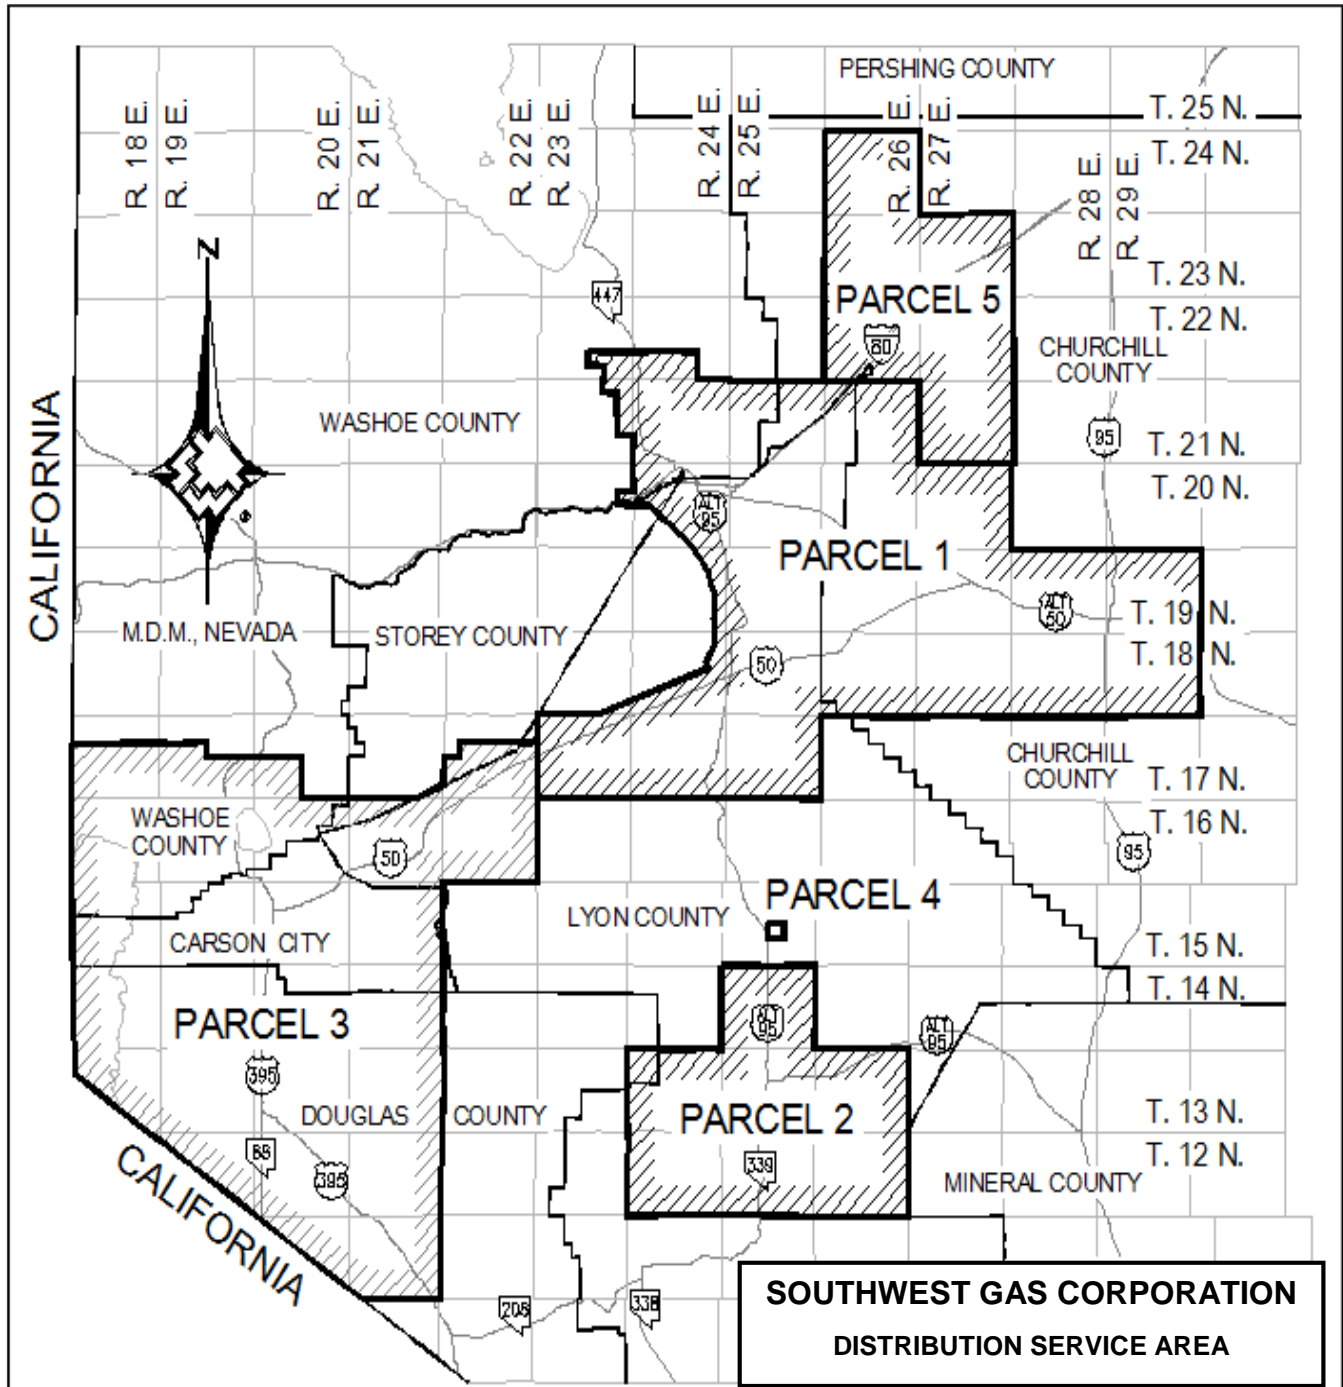 PERSHING COUNTY
R. 18 E.
R. 19 E.
R. 20 E.
R. 21 E.
R. 22 E.
R. 23 E.
R. 24 E.
R. 25 E.
R. 26 E.
R. 27 E.
R. 28 E.
R. 29 E.
T. 25 N.
T. 24 N.
N
T. 23 N.
T. 22 N.
447
PARCEL 5
80
CHURCHILL
COUNTY
CALIFORNIA
WASHOE COUNTY
95
T. 21 N.
T. 20 N.
ALT
95
PARCEL 1
ALT
50
T. 19 N.
T. 18 N.
M.D.M., NEVADA
STOREY COUNTY
50
CHURCHILL
COUNTY
T. 17 N.
T. 16 N.
WASHOE
COUNTY
50
95
PARCEL 4
LYON COUNTY
CARSON CITY
T. 15 N.
T. 14 N.
PARCEL 3
ALT
95
ALT
95
395
DOUGLAS COUNTY
PARCEL 2
T. 13 N.
T. 12 N.
88
395
339
MINERAL COUNTY
CALIFORNIA
208
338
SOUTHWEST GAS CORPORATION
DISTRIBUTION SERVICE AREA